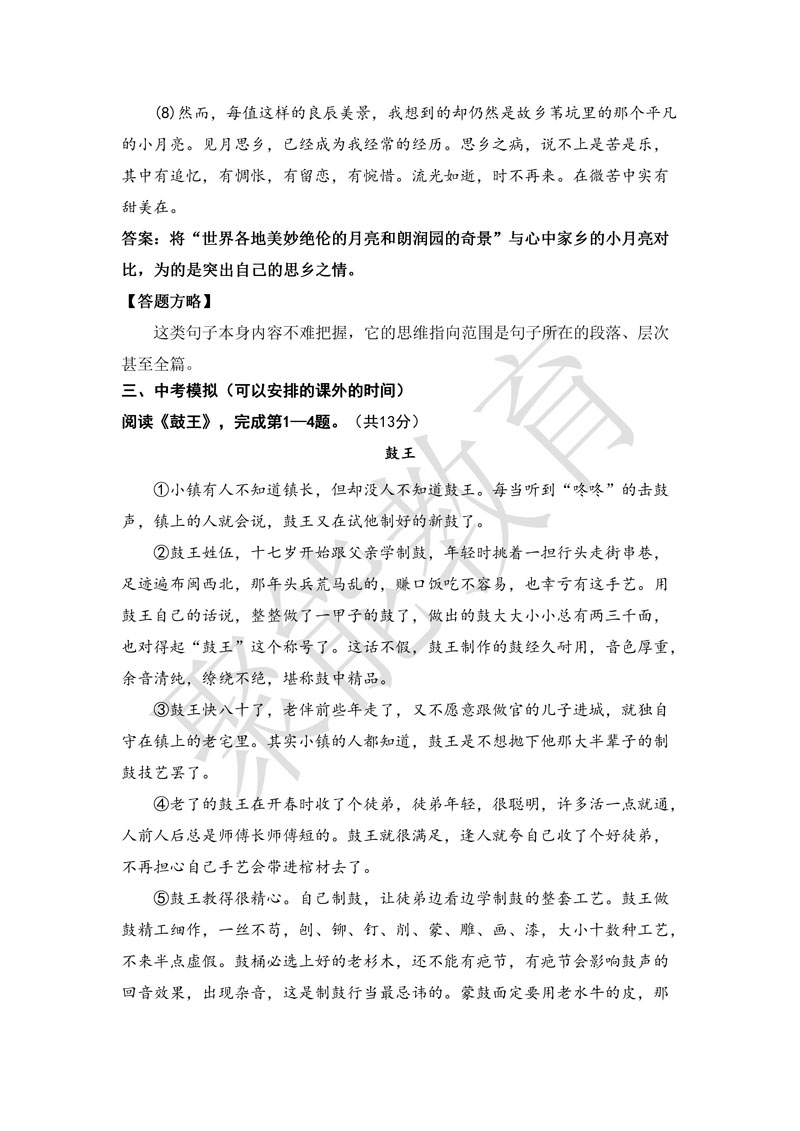 (8)然而，每值这样的良辰美景，我想到的却仍然是故乡苇坑里的那个平凡
的小月亮。见月思乡，已经成为我经常的经历。思乡之病，说不上是苦是乐，
其中有追忆，有惆怅，有留恋，有惋惜。流光如逝，时不再来。在微苦中实有
甜美在。
答案：将“世界各地美妙绝伦的月亮和朗润园的奇景”与心中家乡的小月亮对
比，为的是突出自己的思乡之情。
【答题方略】
这类句子本身内容不难把握，它的思维指向范围是句子所在的段落、层次
甚至全篇。
三、中考模拟（可以安排的课外的时间）
阅读《鼓王》，完成第1—4题。（共13分）
鼓王
①小镇有人不知道镇长，但却没人不知道鼓王。每当听到“咚咚”的击鼓
声，镇上的人就会说，鼓王又在试他制好的新鼓了。
②鼓王姓伍，十七岁开始跟父亲学制鼓，年轻时挑着一担行头走街串巷，
足迹遍布闽西北，那年头兵荒马乱的，赚口饭吃不容易，也幸亏有这手艺。用
鼓王自己的话说，整整做了一甲子的鼓了，做出的鼓大大小小总有两三千面，
也对得起“鼓王”这个称号了。这话不假，鼓王制作的鼓经久耐用，音色厚重，
余音清纯，缭绕不绝，堪称鼓中精品。
③鼓王快八十了，老伴前些年走了，又不愿意跟做官的儿子进城，就独自
守在镇上的老宅里。其实小镇的人都知道，鼓王是不想抛下他那大半辈子的制
鼓技艺罢了。
④老了的鼓王在开春时收了个徒弟，徒弟年轻，很聪明，许多活一点就通，
人前人后总是师傅长师傅短的。鼓王就很满足，逢人就夸自己收了个好徒弟，
不再担心自己手艺会带进棺材去了。
⑤鼓王教得很精心。自己制鼓，让徒弟边看边学制鼓的整套工艺。鼓王做
鼓精工细作，一丝不苟，刨、铆、钉、削、蒙、雕、画、漆，大小十数种工艺，
不来半点虚假。鼓桶必选上好的老杉木，还不能有疤节，有疤节会影响鼓声的
回音效果，出现杂音，这是制鼓行当最忌讳的。蒙鼓面定要用老水牛的皮，那
聚能教育